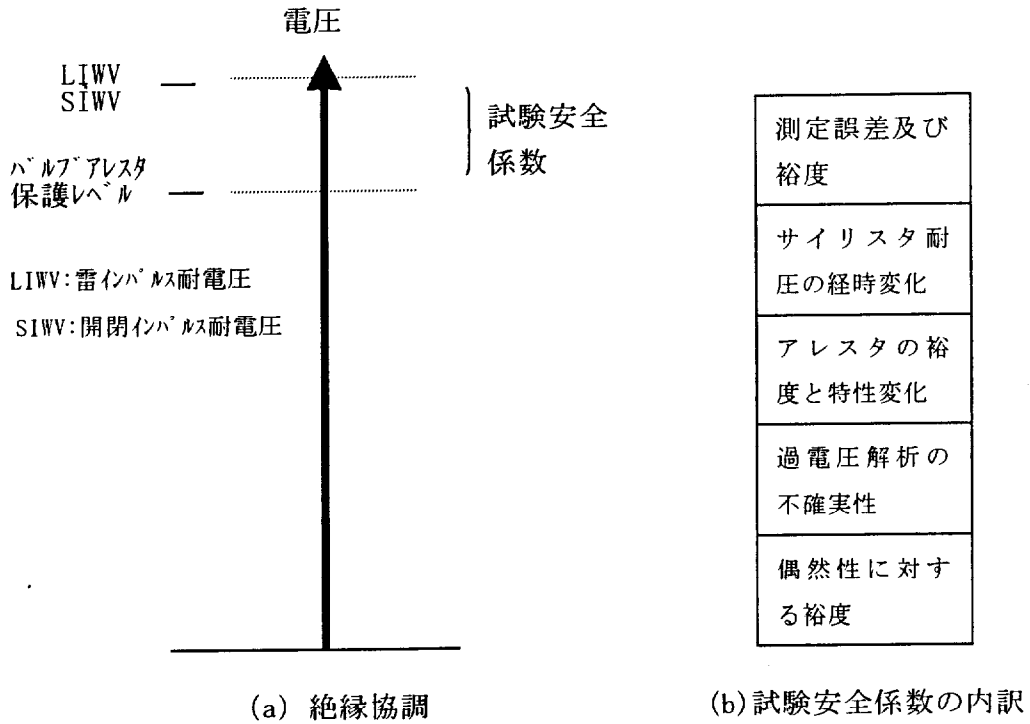 電圧
LIWV
SIWV
試験安全
係数
バルブアレスタ
保護レベル
LIWV:雷インパルス耐電圧
SIWV:開閉インパルス耐電圧
(a) 絶縁協調
測定誤差及び
裕度
サイリスタ耐
圧の経時変化
アレスタの裕
度と特性変化
過電圧解析の
不確実性
偶然性に対す
る裕度
(b)試験安全係数の内訳